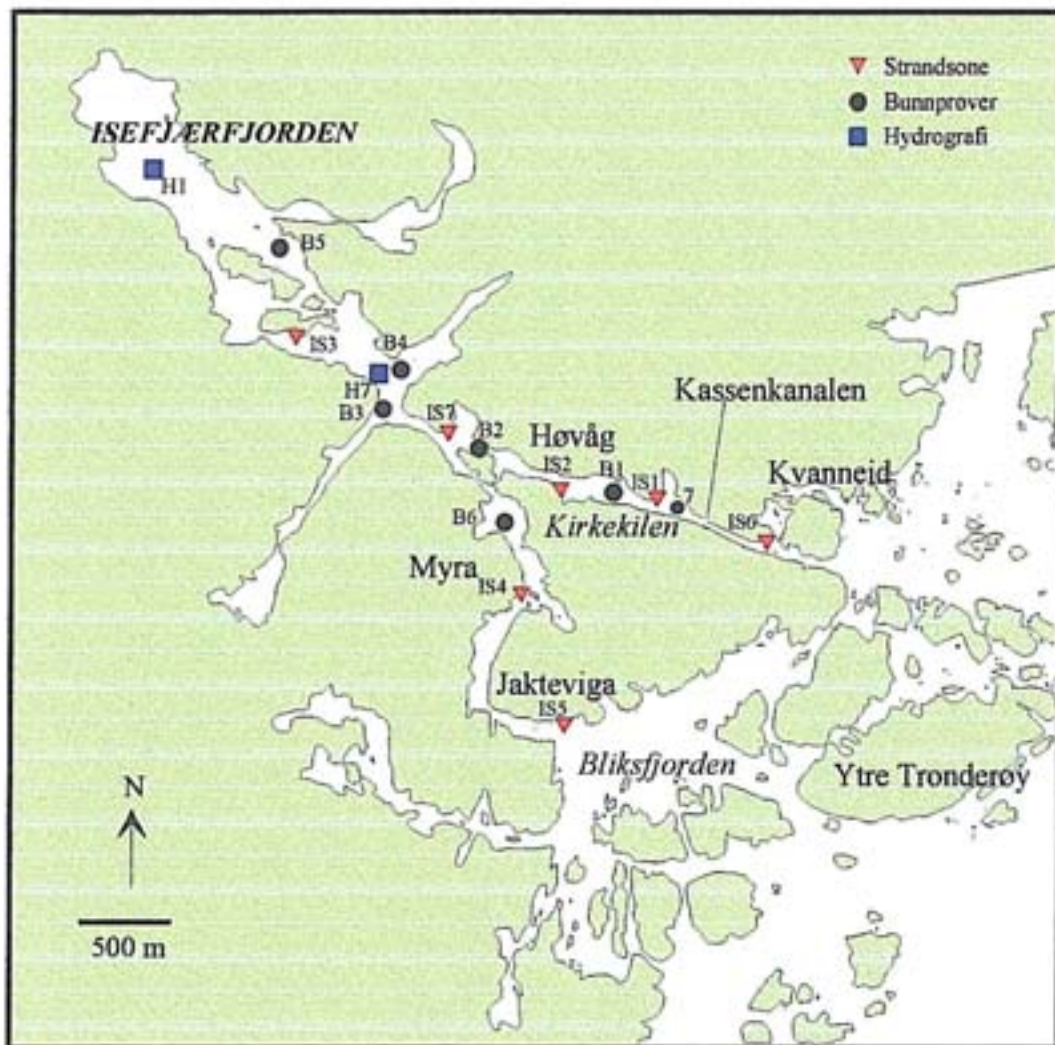 Strandsone
Bunnprøver
Hydrografi
ISEFJÆRFJORDEN
H1
B5
IS3
B4
H7
B3
IS7
B2
Høvåg
Kassenkanalen
IS2
B1
IS1
7
Kvanneid
Kirkekilen
IS6
B6
Myra
IS4
Jakteviga
IS5
Bliksfjorden
Ytre Tronderøy
N
500 m